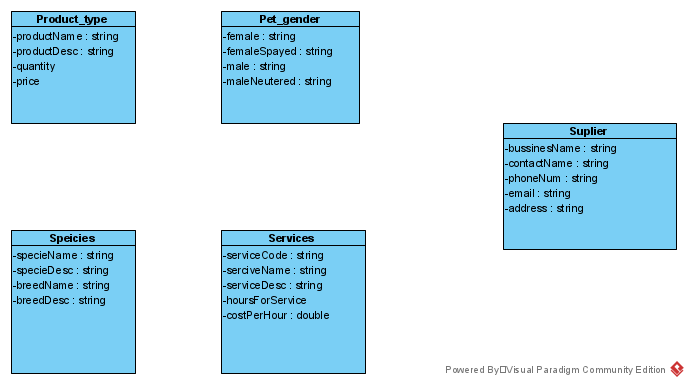 Product_type
-productName : string
-productDesc : string
-quantity
-price
Pet_gender
-female : string
-femaleSpayed : string
-male : string
-maleNeutered : string
Suplier
-bussinesName : string
-contactName : string
-phoneNum : string
-email : string
-address : string
Speicies
-specieName : string
-specieDesc : string
-breedName : string
-breedDesc : string
Services
-serviceCode : string
-serciveName : string
-serviceDesc : string
-hoursForService
-costPerHour : double
Powered By Visual Paradigm Community Edition